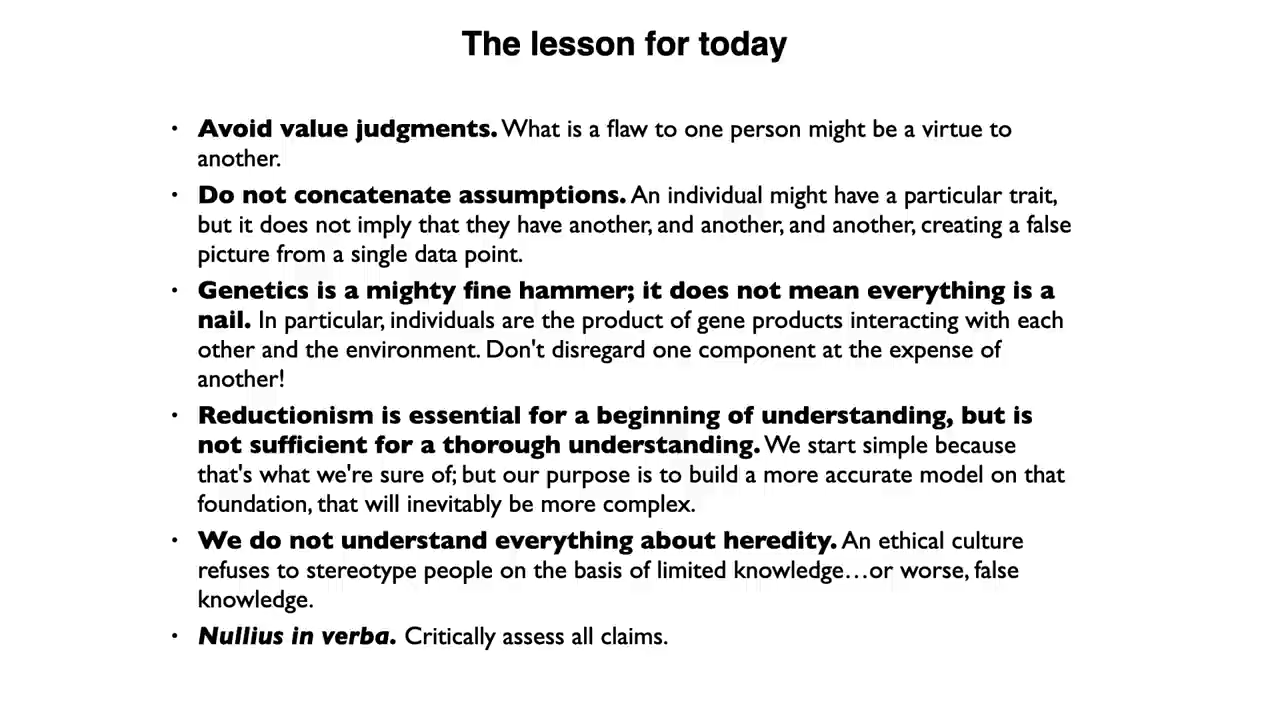 The lesson for today
• Avoid value judgments. What is a flaw to one person might be a virtue to
another.
• Do not concatenate assumptions. An individual might have a particular trait,
but it does not imply that they have another, and another, and another, creating a false
picture from a single data point.
• Genetics is a mighty fine hammer; it does not mean everything is a
nail. In particular, individuals are the product of gene products interacting with each
other and the environment. Don't disregard one component at the expense of
another!
• Reductionism is essential for a beginning of understanding, but is
not sufficient for a thorough understanding. We start simple because
that's what we're sure of; but our purpose is to build a more accurate model on that
foundation, that will inevitably be more complex.
• We do not understand everything about heredity. An ethical culture
refuses to stereotype people on the basis of limited knowledge…or worse, false
knowledge.
• Nullius in verba. Critically assess all claims.